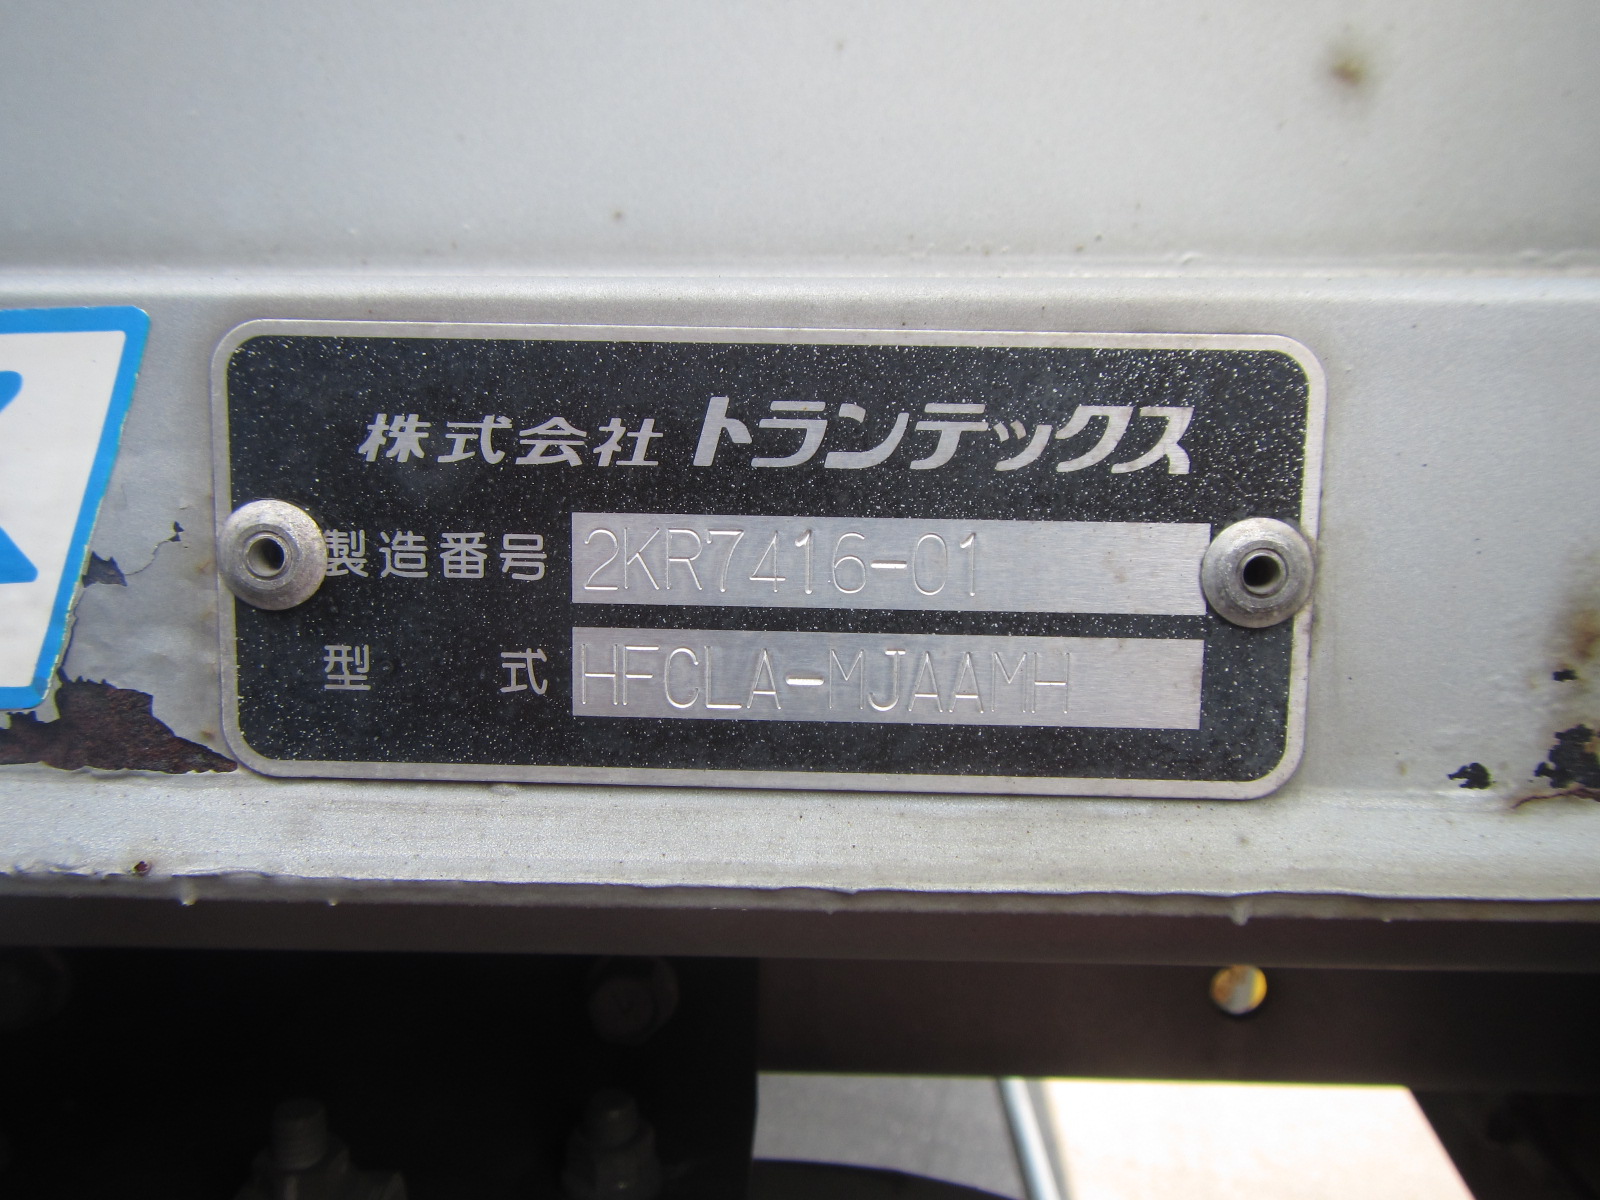 株式会社 トランテックス
製造番号 2KR7416-01
型式 HFCLA-MJAAMH